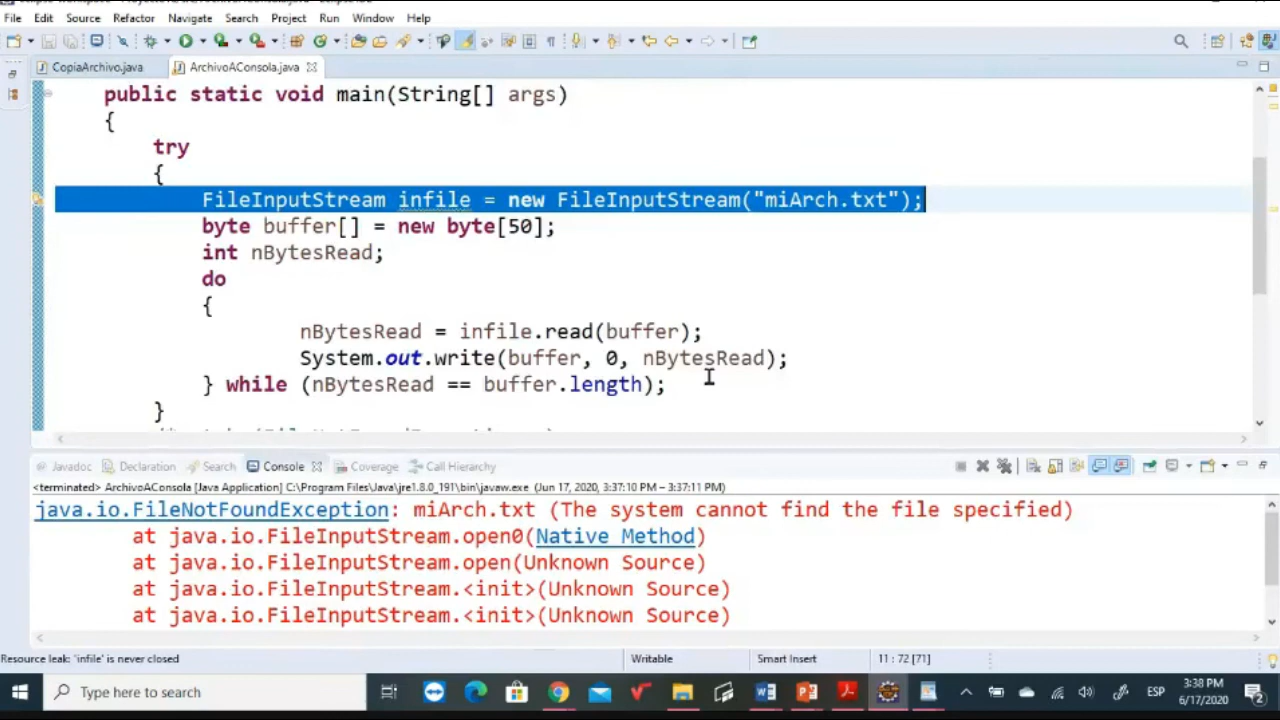 File Edit Source Refactor Navigate Search Project Run Window Help
CopiaArchivo.java ArchivoAConsola.java
public static void main(String[] args)
{
try
{
FileInputStream infile = new FileInputStream("miArch.txt");
byte buffer[] = new byte[50];
int nBytesRead;
do
{
nBytesRead = infile.read(buffer);
System.out.write(buffer, 0, nBytesRead);
} while (nBytesRead == buffer.length);
}
Javadoc Declaration Search Console Coverage Call Hierarchy
<terminated> ArchivoAConsola [Java Application] C:\Program Files\Java\jre1.8.0_191\bin\javaw.exe (Jun 17, 2020, 3:37:10 PM – 3:37:11 PM)
java.io.FileNotFoundException: miArch.txt (The system cannot find the file specified)
at java.io.FileInputStream.open0(Native Method)
at java.io.FileInputStream.open(Unknown Source)
at java.io.FileInputStream.<init>(Unknown Source)
at java.io.FileInputStream.<init>(Unknown Source)
Resource leak: 'infile' is never closed Writable Smart Insert 11 : 72 [71]
Type here to search ESP 3:38 PM
6/17/2020 2